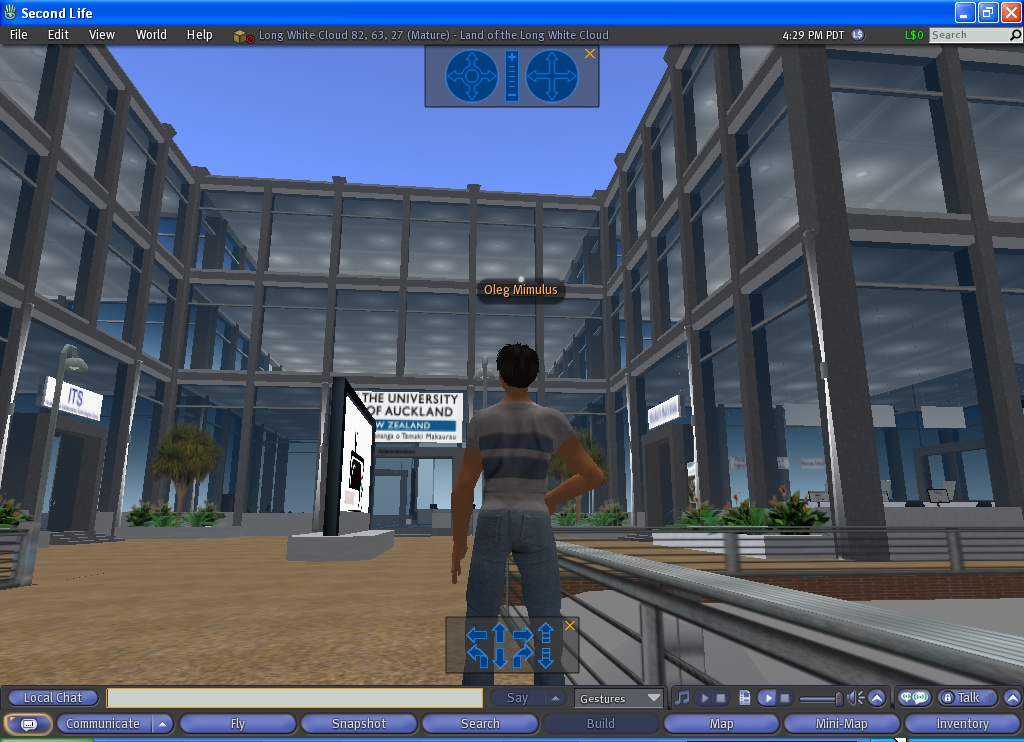 Second Life
File Edit View World Help Long White Cloud 82, 63, 27 (Mature) - Land of the Long White Cloud 4:29 PM PDT L$ L$0 Search
Oleg Mimulus
ITS
THE UNIVERSITY
OF AUCKLAND
NEW ZEALAND
Tamaki Makaurau
Local Chat Say Gestures Talk
Communicate Fly Snapshot Search Build Map Mini-Map Inventory